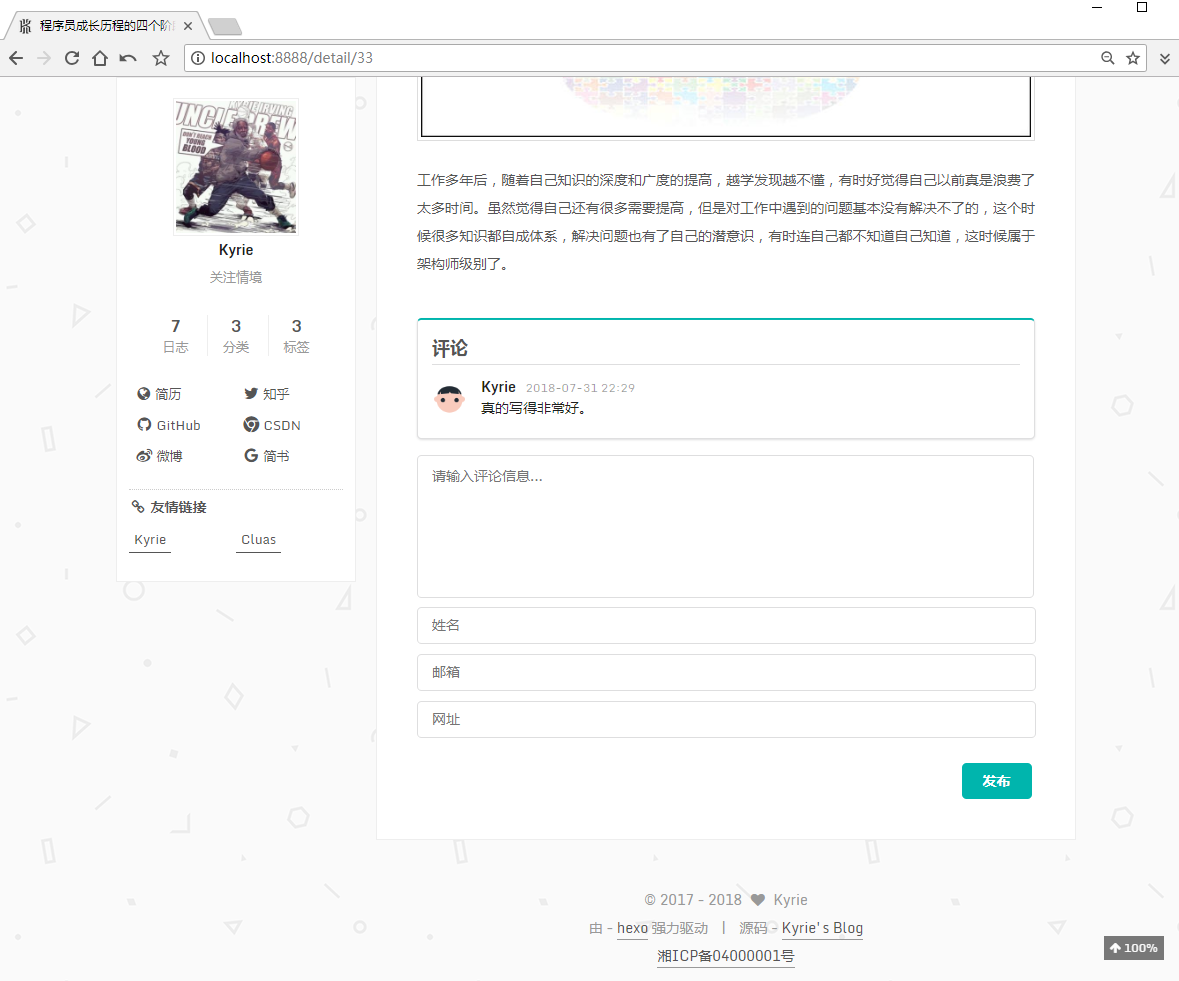 程序员成长历程的四个阶
localhost:8888/detail/33
KYRIE IRVING
UNCLE DREW
DON'T REACH
YOUNG
BLOOD
Kyrie
关注情境
7 3 3
日志 分类 标签
简历 知乎
GitHub CSDN
微博 简书
友情链接
Kyrie Cluas
工作多年后，随着自己知识的深度和广度的提高，越学发现越不懂，有时好觉得自己以前真是浪费了
太多时间。虽然觉得自己还有很多需要提高，但是对工作中遇到的问题基本没有解决不了的，这个时
候很多知识都自成体系，解决问题也有了自己的潜意识，有时连自己都不知道自己知道，这时候属于
架构师级别了。
评论
Kyrie 2018-07-31 22:29
真的写得非常好。
请输入评论信息...
姓名
邮箱
网址
发布
© 2017 - 2018 Kyrie
由 - hexo 强力驱动 | 源码 - Kyrie's Blog
湘ICP备04000001号
100%